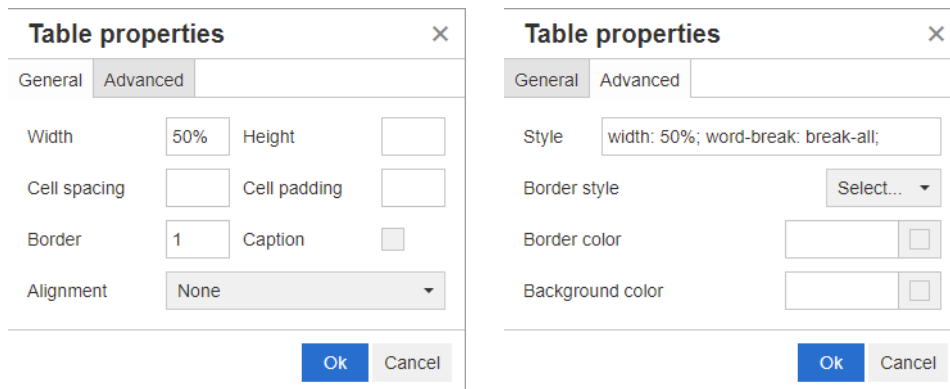 Table properties ×
General Advanced
Width 50% Height
Cell spacing Cell padding
Border 1 Caption
Alignment None
Ok Cancel
Table properties ×
General Advanced
Style width: 50%; word-break: break-all;
Border style Select...
Border color
Background color
Ok Cancel